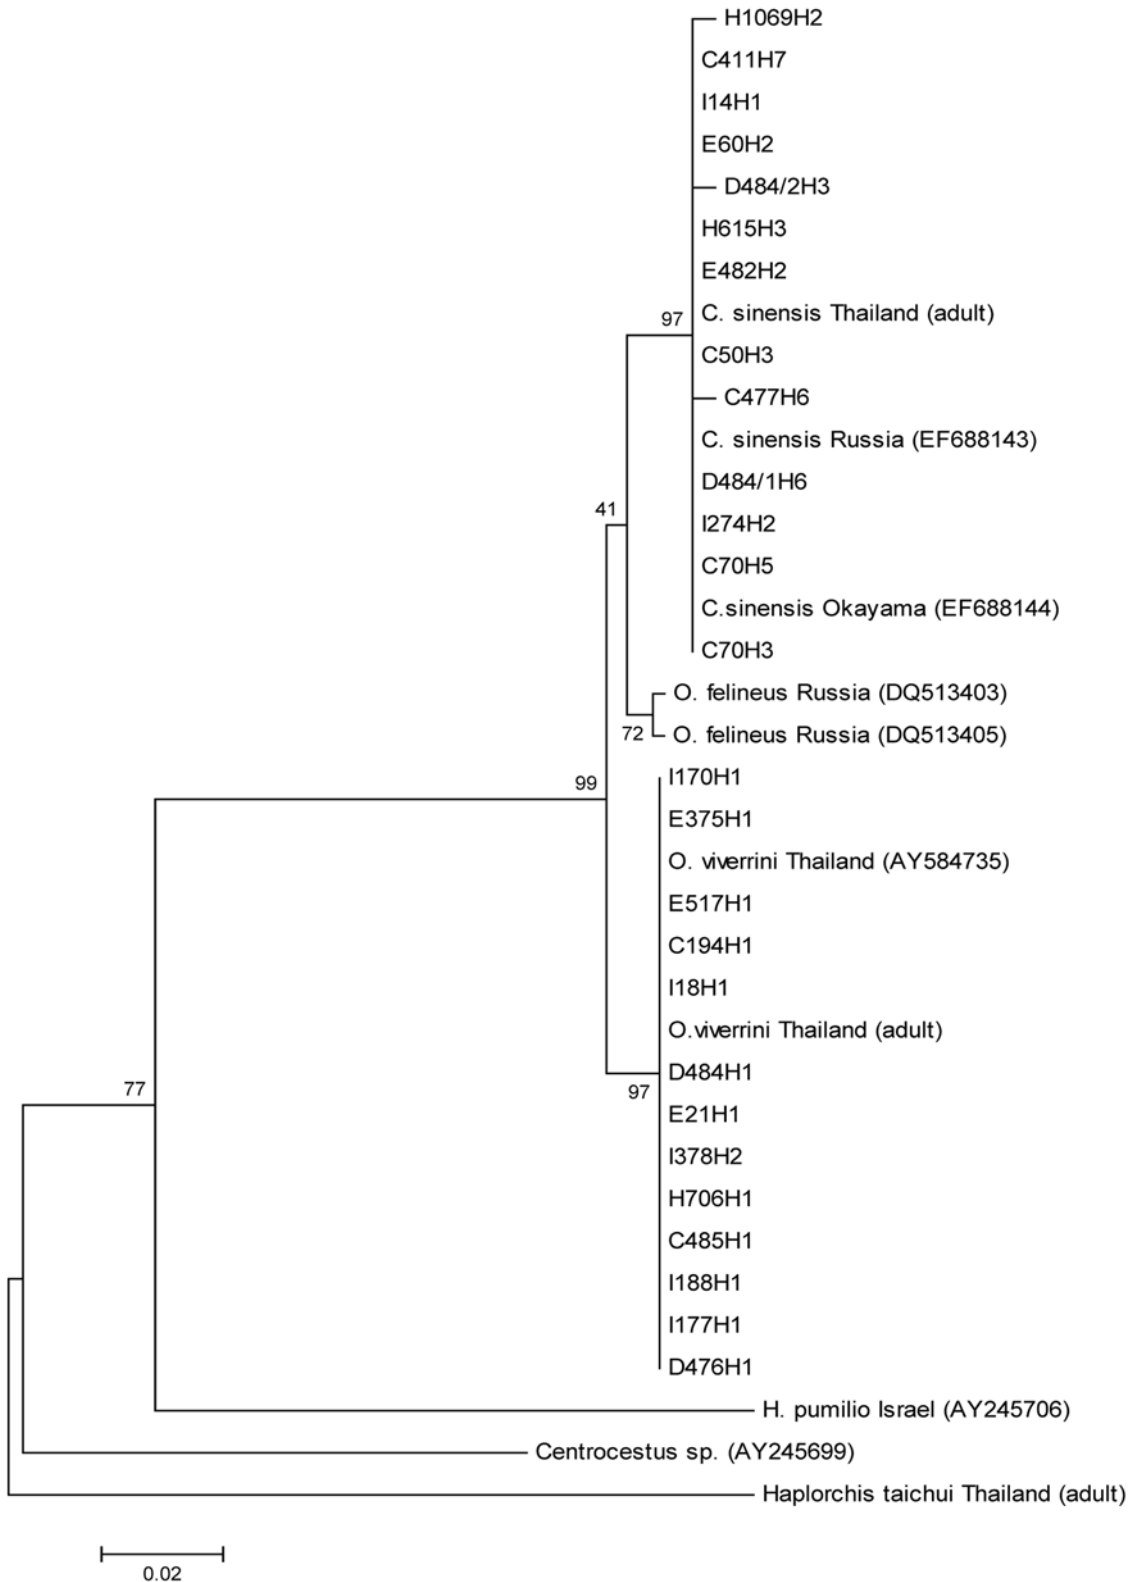 H1069H2
C411H7
I14H1
E60H2
D484/2H3
H615H3
E482H2
97
C. sinensis Thailand (adult)
C50H3
C477H6
C. sinensis Russia (EF688143)
D484/1H6
41
I274H2
C70H5
C.sinensis Okayama (EF688144)
C70H3
O. felineus Russia (DQ513403)
72
O. felineus Russia (DQ513405)
99
I170H1
E375H1
O. viverrini Thailand (AY584735)
E517H1
C194H1
I18H1
O.viverrini Thailand (adult)
D484H1
97
77
E21H1
I378H2
H706H1
C485H1
I188H1
I177H1
D476H1
H. pumilio Israel (AY245706)
Centrocestus sp. (AY245699)
Haplorchis taichui Thailand (adult)
0.02